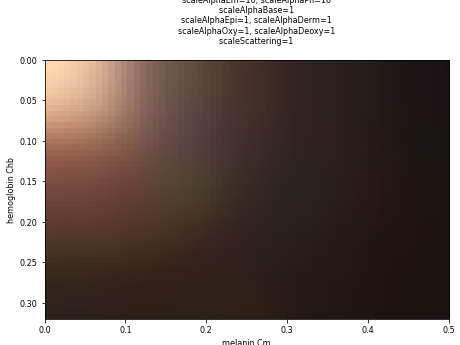 scaleAlphaEm=10, scaleAlphaPh=10
scaleAlphaBase=1
scaleAlphaEpi=1, scaleAlphaDerm=1
scaleAlphaOxy=1, scaleAlphaDeoxy=1
scaleScattering=1
0.00
0.05
0.10
0.15
0.20
0.25
0.30
hemoglobin Chb
0.0 0.1 0.2 0.3 0.4 0.5
melanin Cm